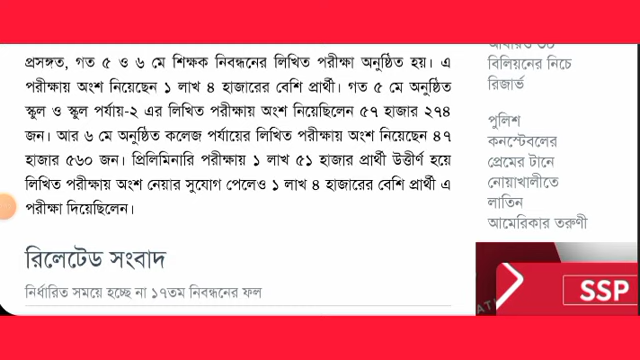 প্রসঙ্গত, গত ৫ ও ৬ মে শিক্ষক নিবন্ধনের লিখিত পরীক্ষা অনুষ্ঠিত হয়। এ
পরীক্ষায় অংশ নিয়েছেন ১ লাখ ৪ হাজারের বেশি প্রার্থী। গত ৫ মে অনুষ্ঠিত
স্কুল ও স্কুল পর্যায়-২ এর লিখিত পরীক্ষায় অংশ নিয়েছিলেন ৫৭ হাজার ২৭৪
জন। আর ৬ মে অনুষ্ঠিত কলেজ পর্যায়ের লিখিত পরীক্ষায় অংশ নিয়েছেন ৪৭
হাজার ৫৬০ জন। প্রিলিমিনারি পরীক্ষায় ১ লাখ ৫১ হাজার প্রার্থী উত্তীর্ণ হয়ে
লিখিত পরীক্ষায় অংশ নেয়ার সুযোগ পেলেও ১ লাখ ৪ হাজারের বেশি প্রার্থী এ
পরীক্ষা দিয়েছিলেন।
রিলেটেড সংবাদ
নির্ধারিত সময়ে হচ্ছে না ১৭তম নিবন্ধনের ফল
বিলিয়নের নিচে
রিজার্ভ
পুলিশ
কনস্টেবলের
প্রেমের টানে
নোয়াখালীতে
লাতিন
আমেরিকার তরুণী
SSP